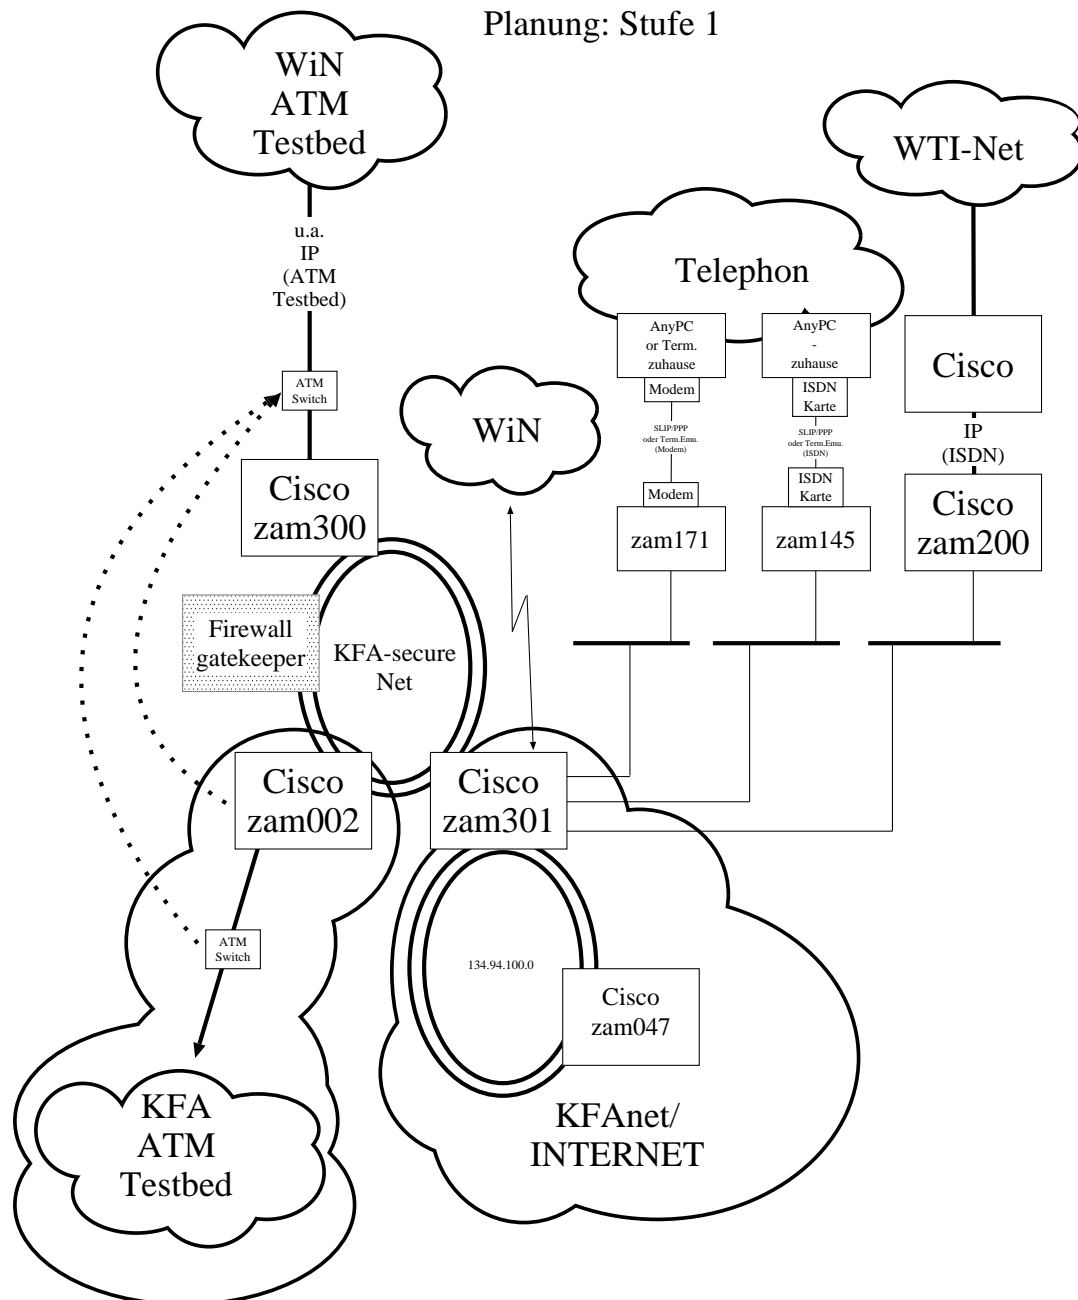 Planung: Stufe 1
WiN
ATM
Testbed
WTI-Net
u.a.
IP
(ATM
Testbed)
Telephon
AnyPC
or Term.
zuhause
AnyPC
-
zuhause
Cisco
ATM
Switch
Modem
ISDN
Karte
WiN
SLIP/PPP
oder Term.Emu.
(Modem)
SLIP/PPP
oder Term.Emu.
(ISDN)
IP
(ISDN)
Cisco
zam300
Modem
ISDN
Karte
Cisco
zam200
zam171
zam145
Firewall
gatekeeper
KFA-secure
Net
Cisco
zam002
Cisco
zam301
ATM
Switch
134.94.100.0
Cisco
zam047
KFA
ATM
Testbed
KFAnet/
INTERNET